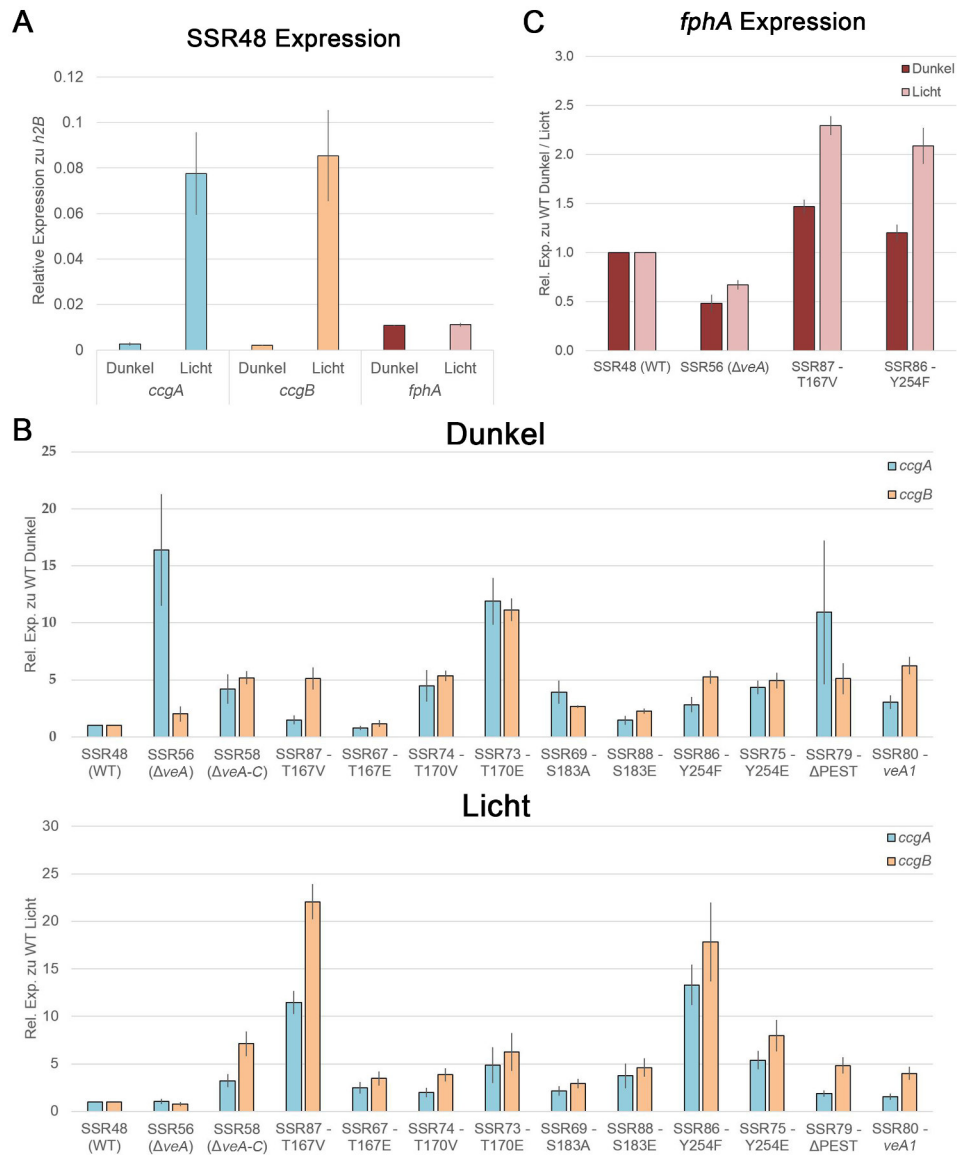 A
SSR48 Expression
Relative Expression zu h2B
0.12
0.1
0.08
0.06
0.04
0.02
0
Dunkel Licht Dunkel Licht Dunkel Licht
ccgA ccgB fphA
C
fphA Expression
Rel. Exp. zu WT Dunkel / Licht
3.0
2.5
2.0
1.5
1.0
0.5
0.0
Dunkel
Licht
SSR48 (WT) SSR56 (ΔveA) SSR87 - SSR86 -
T167V Y254F
B
Dunkel
Rel. Exp. zu WT Dunkel
25
20
15
10
5
0
ccgA
ccgB
SSR48 SSR56 SSR58 SSR87 - SSR67 - SSR74 - SSR73 - SSR69 - SSR88 - SSR86 - SSR75 - SSR79 - SSR80 -
(WT) (ΔveA) (ΔveA-C) T167V T167E T170V T170E S183A S183E Y254F Y254E ΔPEST veA1
Licht
Rel. Exp. zu WT Licht
30
25
20
15
10
5
0
ccgA
ccgB
SSR48 SSR56 SSR58 SSR87 - SSR67 - SSR74 - SSR73 - SSR69 - SSR88 - SSR86 - SSR75 - SSR79 - SSR80 -
(WT) (ΔveA) (ΔveA-C) T167V T167E T170V T170E S183A S183E Y254F Y254E ΔPEST veA1